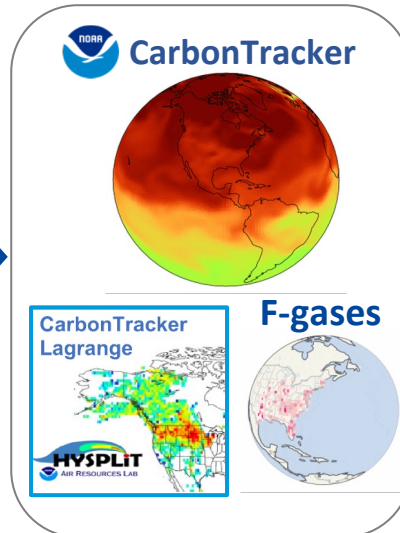 NOAA
CarbonTracker
CarbonTracker
Lagrange
HYSPLIT
AIR RESOURCES LAB
F-gases